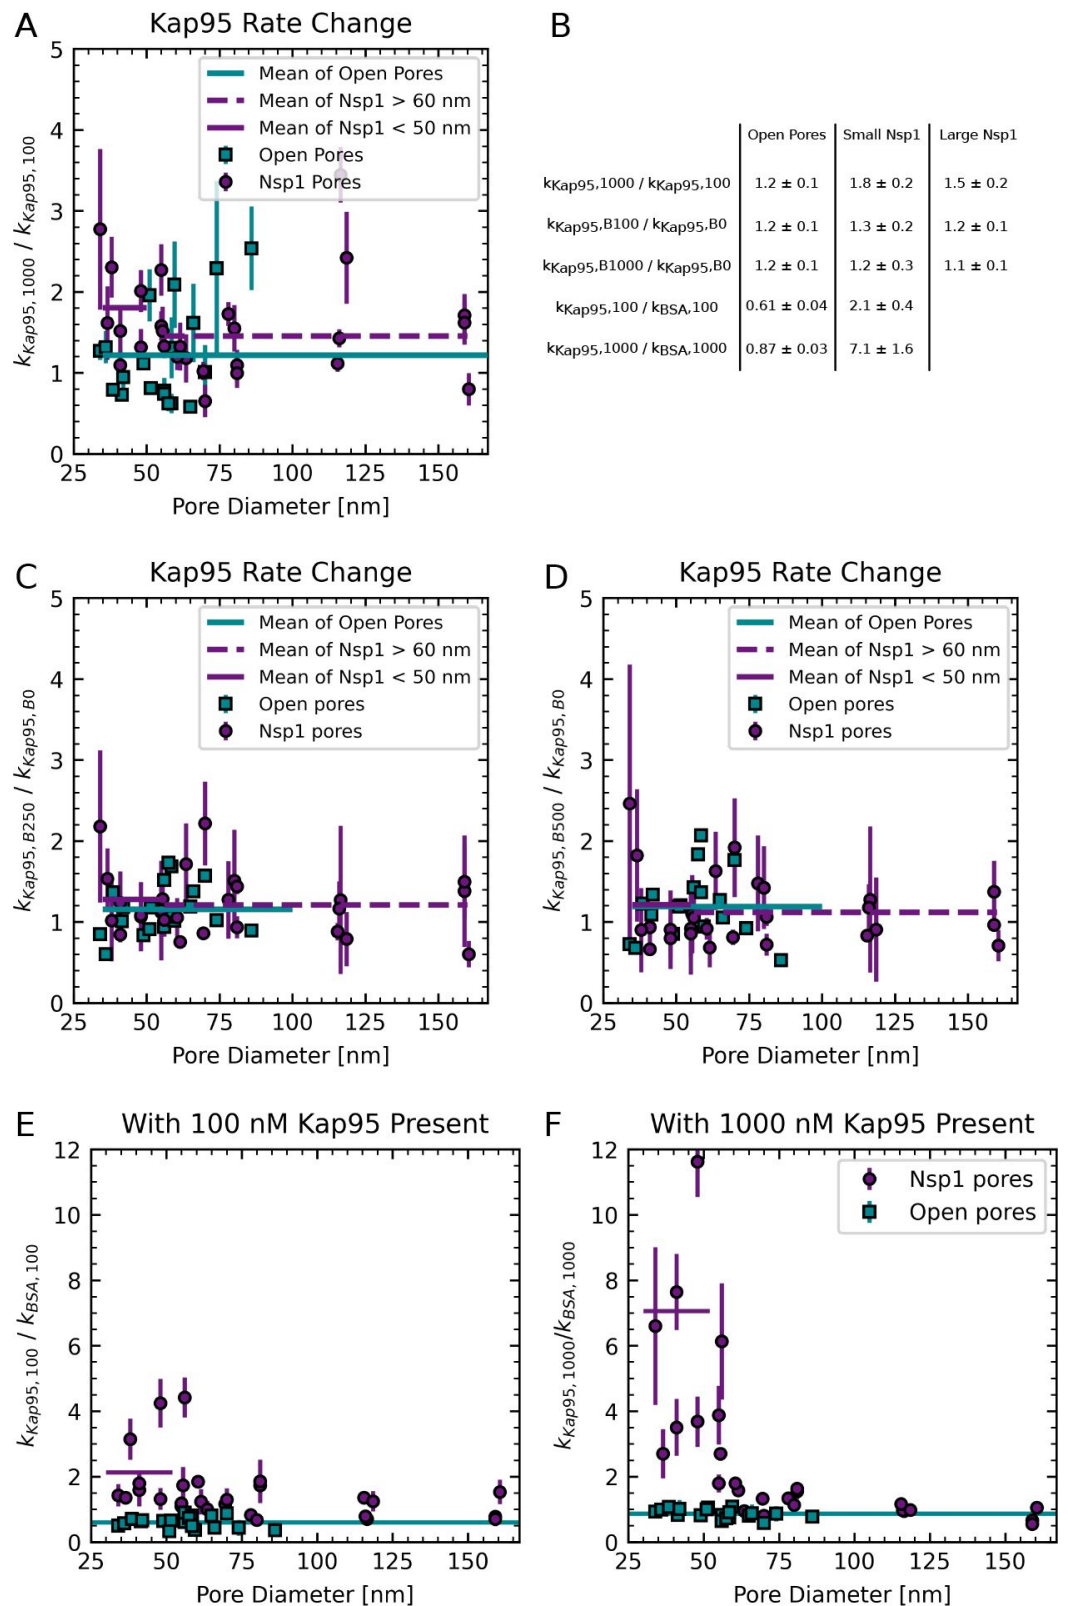 A
Kap95 Rate Change
5
4
3
2
1
0
k_Kap95,1000 / k_Kap95,100
Mean of Open Pores
Mean of Nsp1 > 60 nm
Mean of Nsp1 < 50 nm
Open Pores
Nsp1 Pores
25 50 75 100 125 150
Pore Diameter [nm]
B
Open Pores Small Nsp1 Large Nsp1
kKap95,1000 / kKap95,100 1.2 ± 0.1 1.8 ± 0.2 1.5 ± 0.2
kKap95,B100 / kKap95,B0 1.2 ± 0.1 1.3 ± 0.2 1.2 ± 0.1
kKap95,B1000 / kKap95,B0 1.2 ± 0.1 1.2 ± 0.3 1.1 ± 0.1
kKap95,100 / kBSA,100 0.61 ± 0.04 2.1 ± 0.4
kKap95,1000 / kBSA,1000 0.87 ± 0.03 7.1 ± 1.6
C
Kap95 Rate Change
5
4
3
2
1
0
k_Kap95,B250 / k_Kap95,B0
Mean of Open Pores
Mean of Nsp1 > 60 nm
Mean of Nsp1 < 50 nm
Open pores
Nsp1 pores
25 50 75 100 125 150
Pore Diameter [nm]
D
Kap95 Rate Change
5
4
3
2
1
0
k_Kap95,B500 / k_Kap95,B0
Mean of Open Pores
Mean of Nsp1 > 60 nm
Mean of Nsp1 < 50 nm
Open pores
Nsp1 pores
25 50 75 100 125 150
Pore Diameter [nm]
E
With 100 nM Kap95 Present
12
10
8
6
4
2
0
k_Kap95,100 / k_BSA,100
25 50 75 100 125 150
Pore Diameter [nm]
F
With 1000 nM Kap95 Present
12
10
8
6
4
2
0
k_Kap95,1000/k_BSA,1000
Nsp1 pores
Open pores
25 50 75 100 125 150
Pore Diameter [nm]